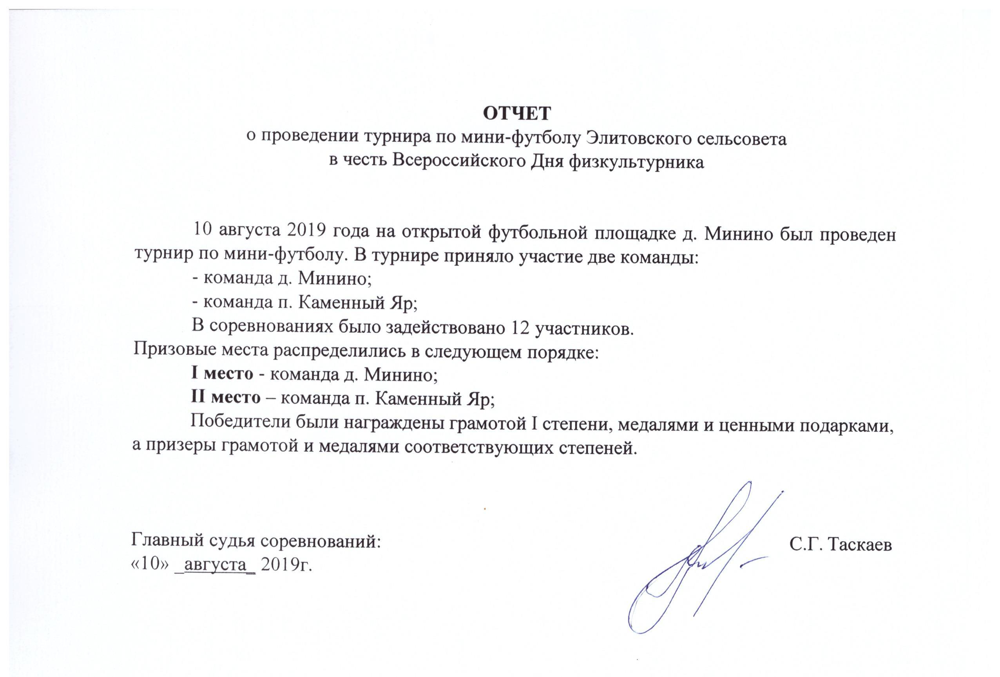 ОТЧЕТ
о проведении турнира по мини-футболу Элитовского сельсовета
в честь Всероссийского Дня физкультурника
10 августа 2019 года на открытой футбольной площадке д. Минино был проведен
турнир по мини-футболу. В турнире приняло участие две команды:
- команда д. Минино;
- команда п. Каменный Яр;
В соревнованиях было задействовано 12 участников.
Призовые места распределились в следующем порядке:
I место - команда д. Минино;
II место – команда п. Каменный Яр;
Победители были награждены грамотой I степени, медалями и ценными подарками,
а призеры грамотой и медалями соответствующих степеней.
Главный судья соревнований: С.Г. Таскаев
«10» _августа_ 2019г.